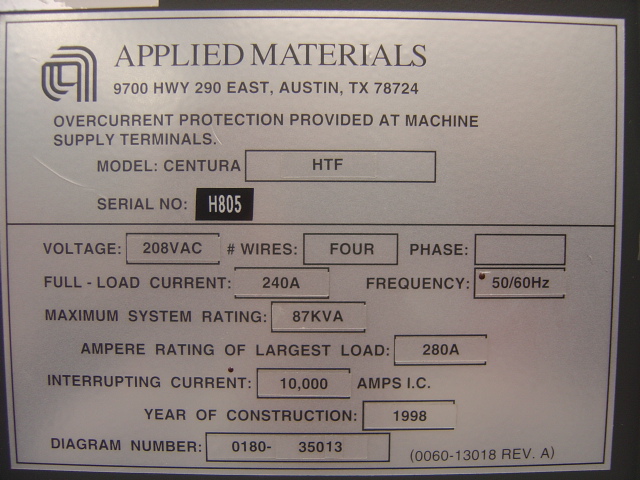 APPLIED MATERIALS
9700 HWY 290 EAST, AUSTIN, TX 78724
OVERCURRENT PROTECTION PROVIDED AT MACHINE
SUPPLY TERMINALS.
MODEL: CENTURA HTF
SERIAL NO: H805
VOLTAGE: 208VAC # WIRES: FOUR PHASE:
FULL - LOAD CURRENT: 240A FREQUENCY: 50/60Hz
MAXIMUM SYSTEM RATING: 87KVA
AMPERE RATING OF LARGEST LOAD: 280A
INTERRUPTING CURRENT: 10,000 AMPS I.C.
YEAR OF CONSTRUCTION: 1998
DIAGRAM NUMBER: 0180- 35013 (0060-13018 REV. A)